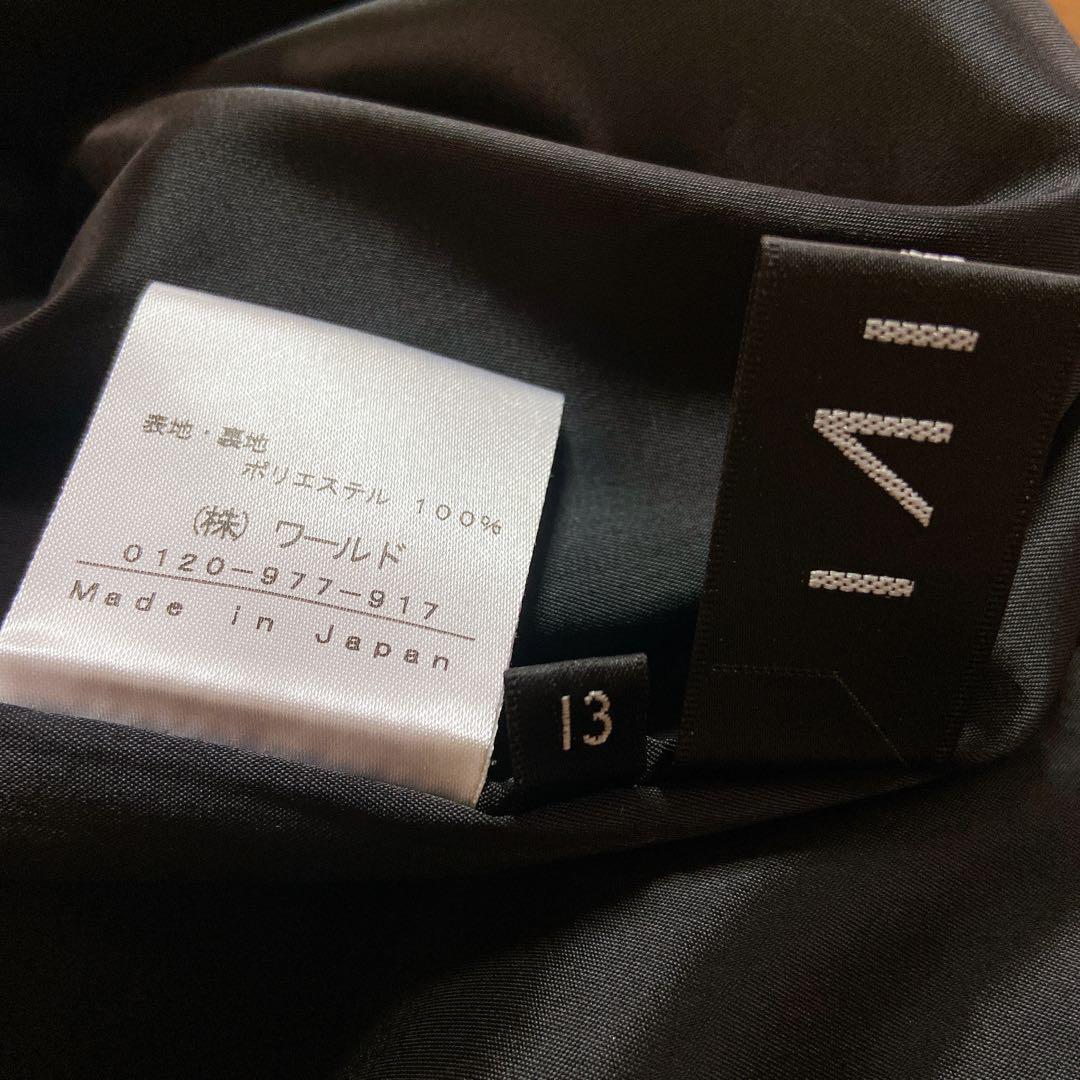 表地・裏地
ポリエステル 100%
(株) ワールド
0120-977-917
Made in Japan
13